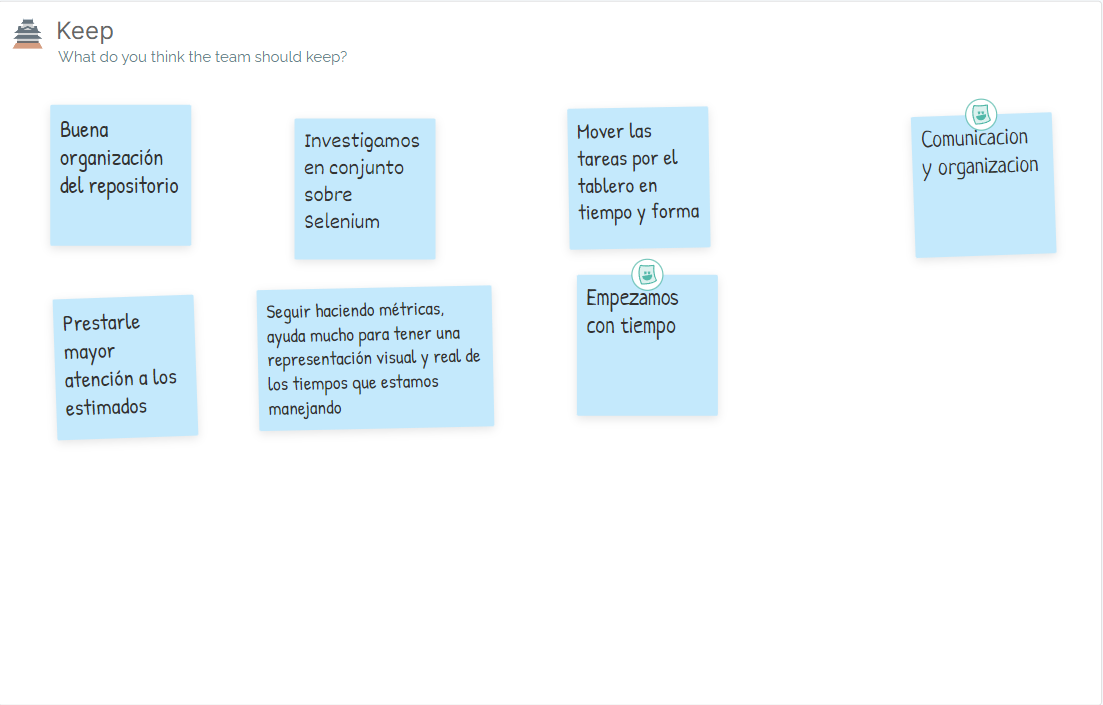 Keep
What do you think the team should keep?
Buena
organización
del repositorio
Investigamos
en conjunto
sobre
Selenium
Mover las
tareas por el
tablero en
tiempo y forma
Comunicacion
y organizacion
Prestarle
mayor
atención a los
estimados
Seguir haciendo métricas,
ayuda mucho para tener una
representación visual y real de
los tiempos que estamos
manejando
Empezamos
con tiempo